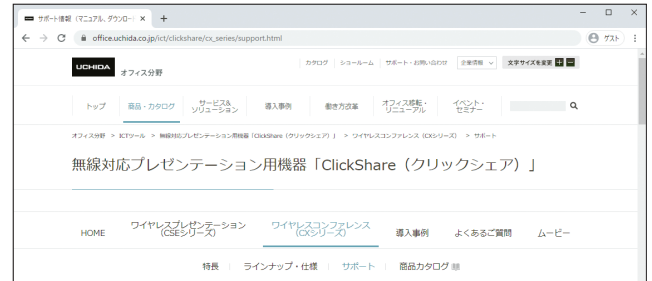 サポート情報（マニュアル、ダウンロー
office.uchida.co.jp/ict/clickshare/cx_series/support.html
ゲスト
UCHIDA オフィス分野
カタログ ショールーム サポート・お問い合わせ 企業情報 文字サイズを変更
トップ 商品・カタログ サービス&ソリューション 導入事例 働き方改革 オフィス移転・リニューアル イベント・セミナー
オフィス分野 > ICTツール > 無線対応プレゼンテーション用機器「ClickShare（クリックシェア）」 > ワイヤレスコンファレンス（CXシリーズ） > サポート
無線対応プレゼンテーション用機器「ClickShare（クリックシェア）」
HOME ワイヤレスプレゼンテーション（CSEシリーズ） ワイヤレスコンファレンス（CXシリーズ） 導入事例 よくあるご質問 ムービー
特長 ラインナップ・仕様 サポート 商品カタログ